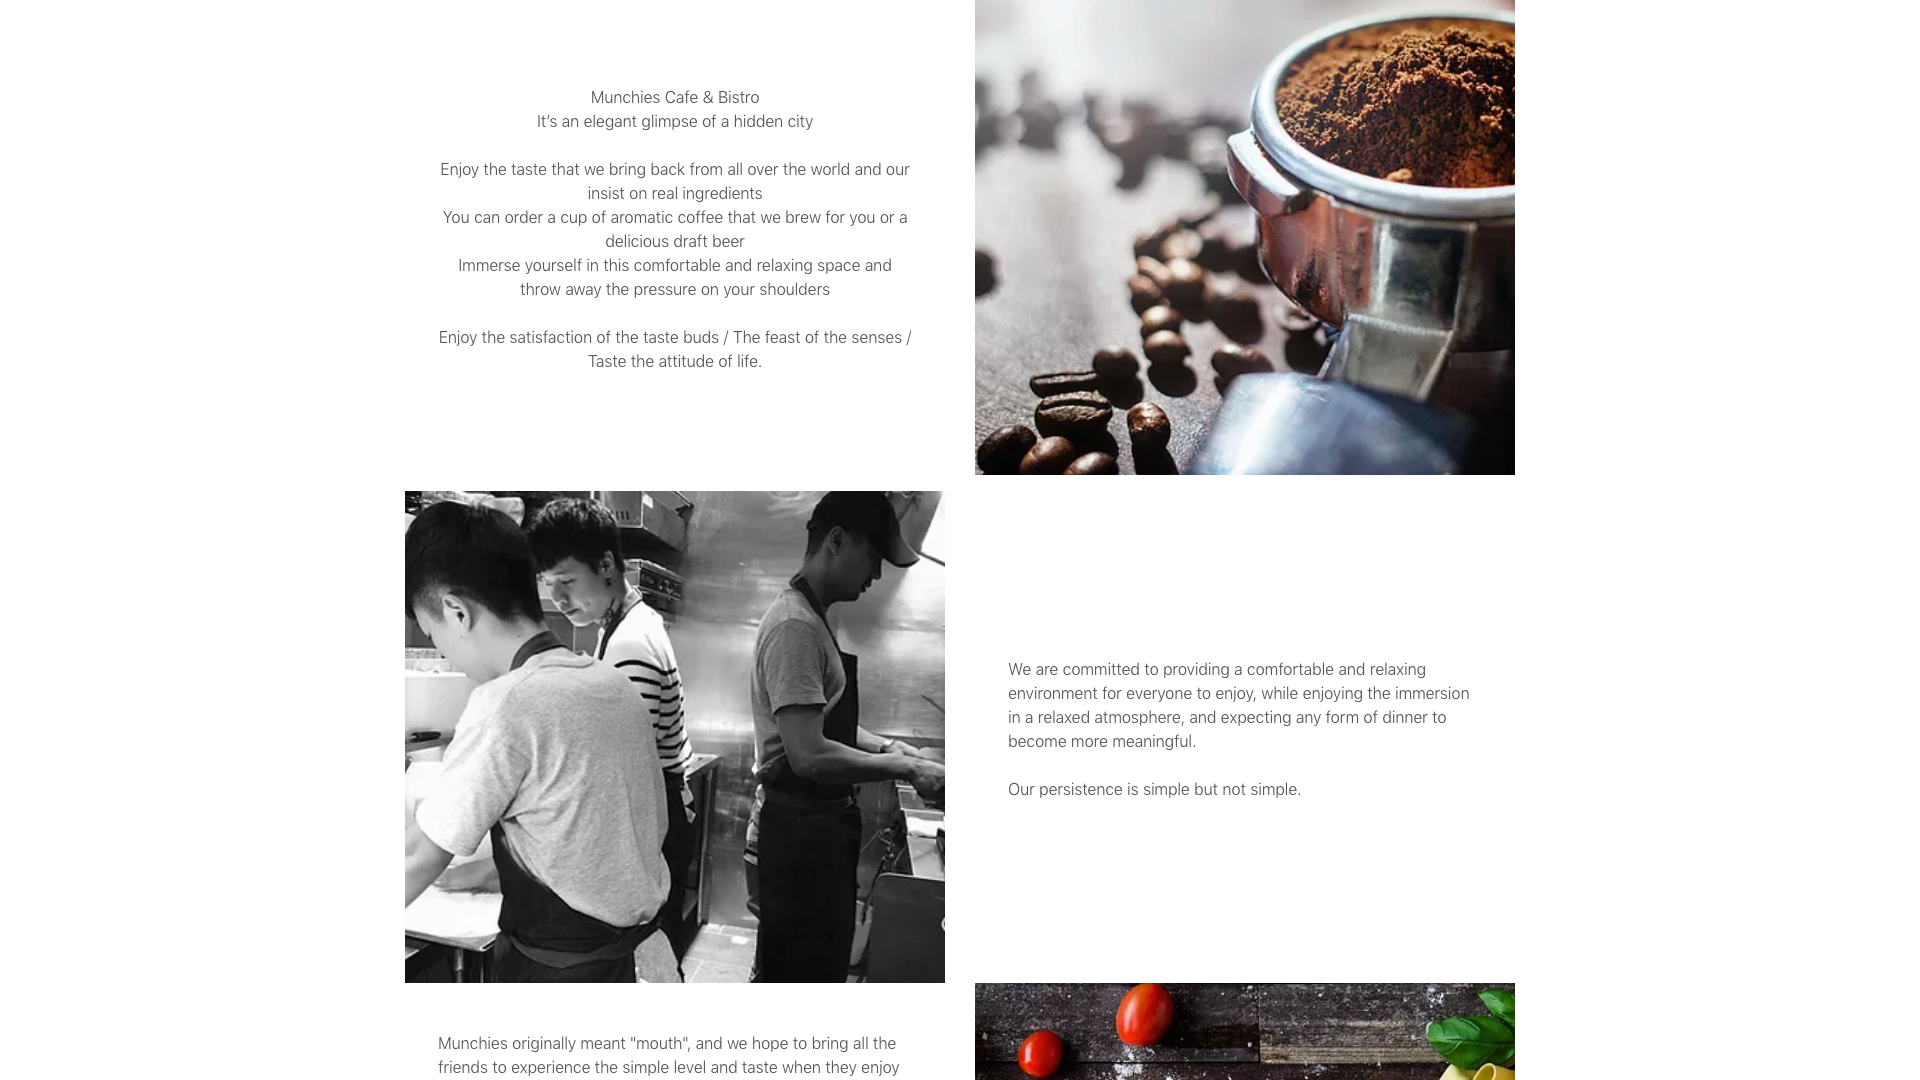 Munchies Cafe & Bistro
It’s an elegant glimpse of a hidden city
Enjoy the taste that we bring back from all over the world and our
insist on real ingredients
You can order a cup of aromatic coffee that we brew for you or a
delicious draft beer
Immerse yourself in this comfortable and relaxing space and
throw away the pressure on your shoulders
Enjoy the satisfaction of the taste buds / The feast of the senses /
Taste the attitude of life.
We are committed to providing a comfortable and relaxing
environment for everyone to enjoy, while enjoying the immersion
in a relaxed atmosphere, and expecting any form of dinner to
become more meaningful.
Our persistence is simple but not simple.
Munchies originally meant "mouth", and we hope to bring all the
friends to experience the simple level and taste when they enjoy